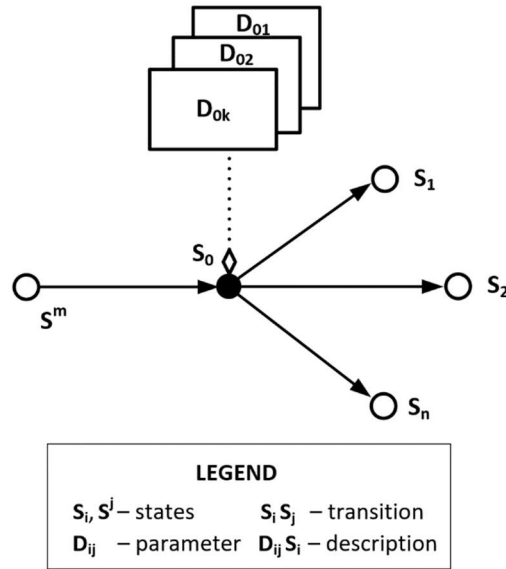 D₀₁
D₀₂
D₀ₖ
S₁
S₀
S₂
Sᵐ
Sₙ
LEGEND
Sᵢ, Sʲ – states Sᵢ Sⱼ – transition
Dᵢⱼ – parameter Dᵢⱼ Sᵢ – description